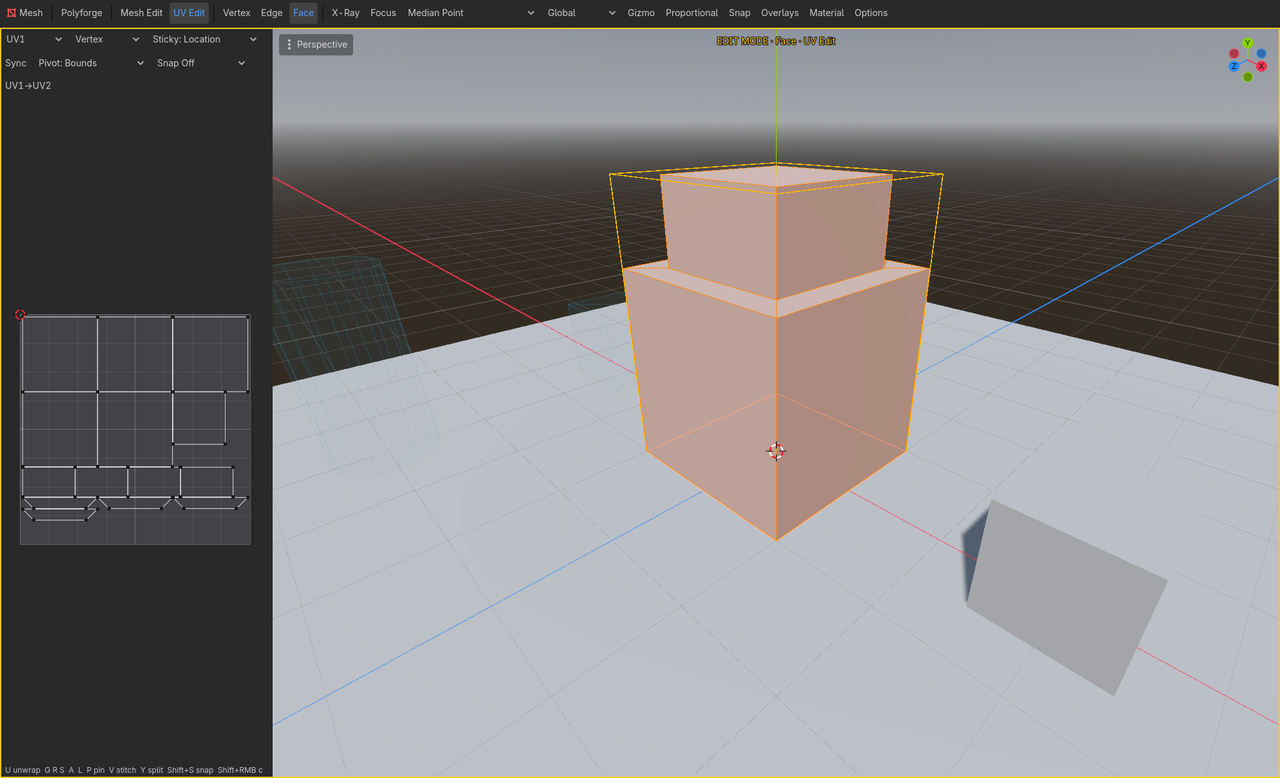 Mesh Polyforge Mesh Edit UV Edit Vertex Edge Face X-Ray Focus Median Point Global Gizmo Proportional Snap Overlays Material Options
UV1 Vertex Sticky: Location
Sync Pivot: Bounds Snap Off
UV1→UV2
Perspective
EDIT MODE · Face · UV Edit
Y
Z X
U unwrap G R S A L P pin V stitch Y split Shift+S snap Shift+RMB c